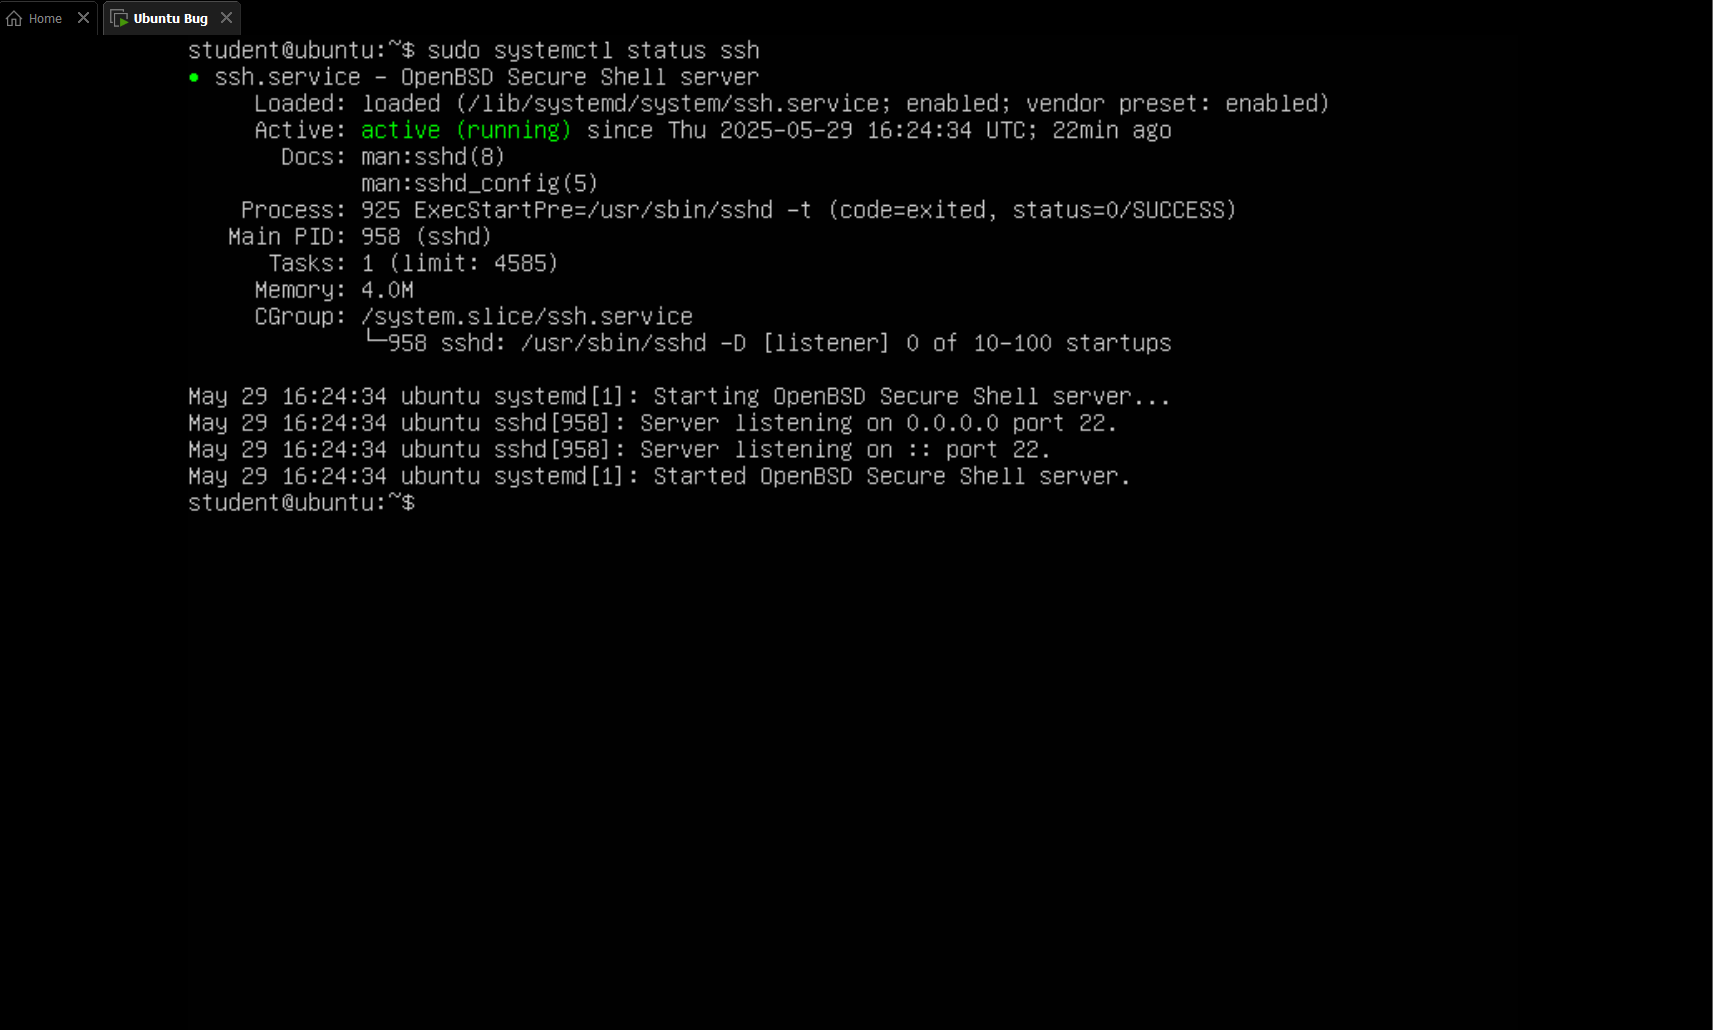 Home
Ubuntu Bug
student@ubuntu:~$ sudo systemctl status ssh
● ssh.service - OpenBSD Secure Shell server
Loaded: loaded (/lib/systemd/system/ssh.service; enabled; vendor preset: enabled)
Active: active (running) since Thu 2025-05-29 16:24:34 UTC; 22min ago
Docs: man:sshd(8)
man:sshd_config(5)
Process: 925 ExecStartPre=/usr/sbin/sshd -t (code=exited, status=0/SUCCESS)
Main PID: 958 (sshd)
Tasks: 1 (limit: 4585)
Memory: 4.0M
CGroup: /system.slice/ssh.service
└─958 sshd: /usr/sbin/sshd -D [listener] 0 of 10-100 startups
May 29 16:24:34 ubuntu systemd[1]: Starting OpenBSD Secure Shell server...
May 29 16:24:34 ubuntu sshd[958]: Server listening on 0.0.0.0 port 22.
May 29 16:24:34 ubuntu sshd[958]: Server listening on :: port 22.
May 29 16:24:34 ubuntu systemd[1]: Started OpenBSD Secure Shell server.
student@ubuntu:~$